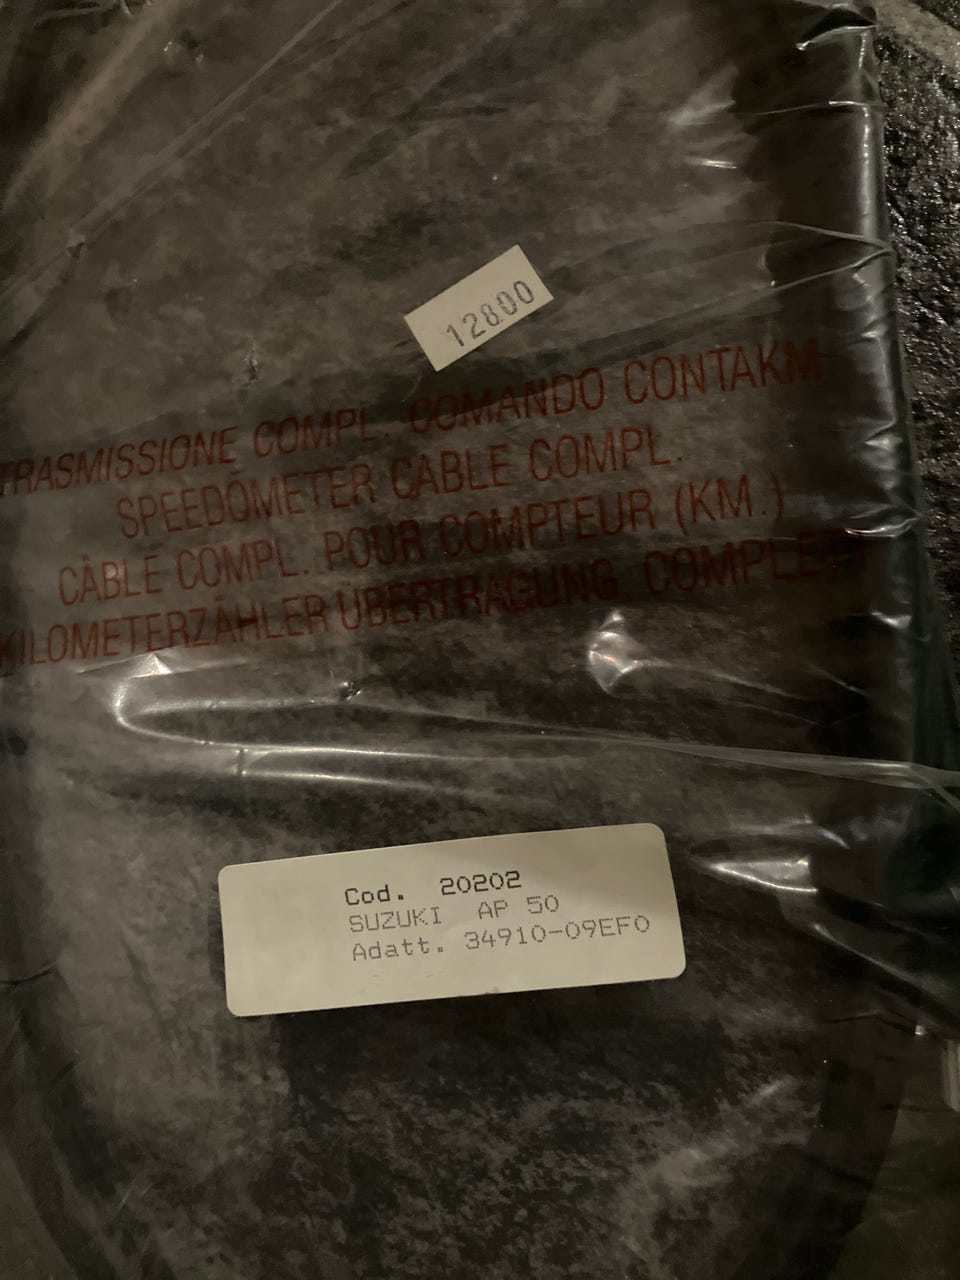 12800
TRASMISSIONE COMPL. COMANDO CONTAKM.
SPEEDOMETER CABLE COMPL.
CÀBLE COMPL. POUR COMPTEUR (KM.)
KILOMETERZÄHLER ÜBERTRAGUNG. COMPLETT
Cod. 20202
SUZUKI AP 50
Adatt. 34910-09EF0